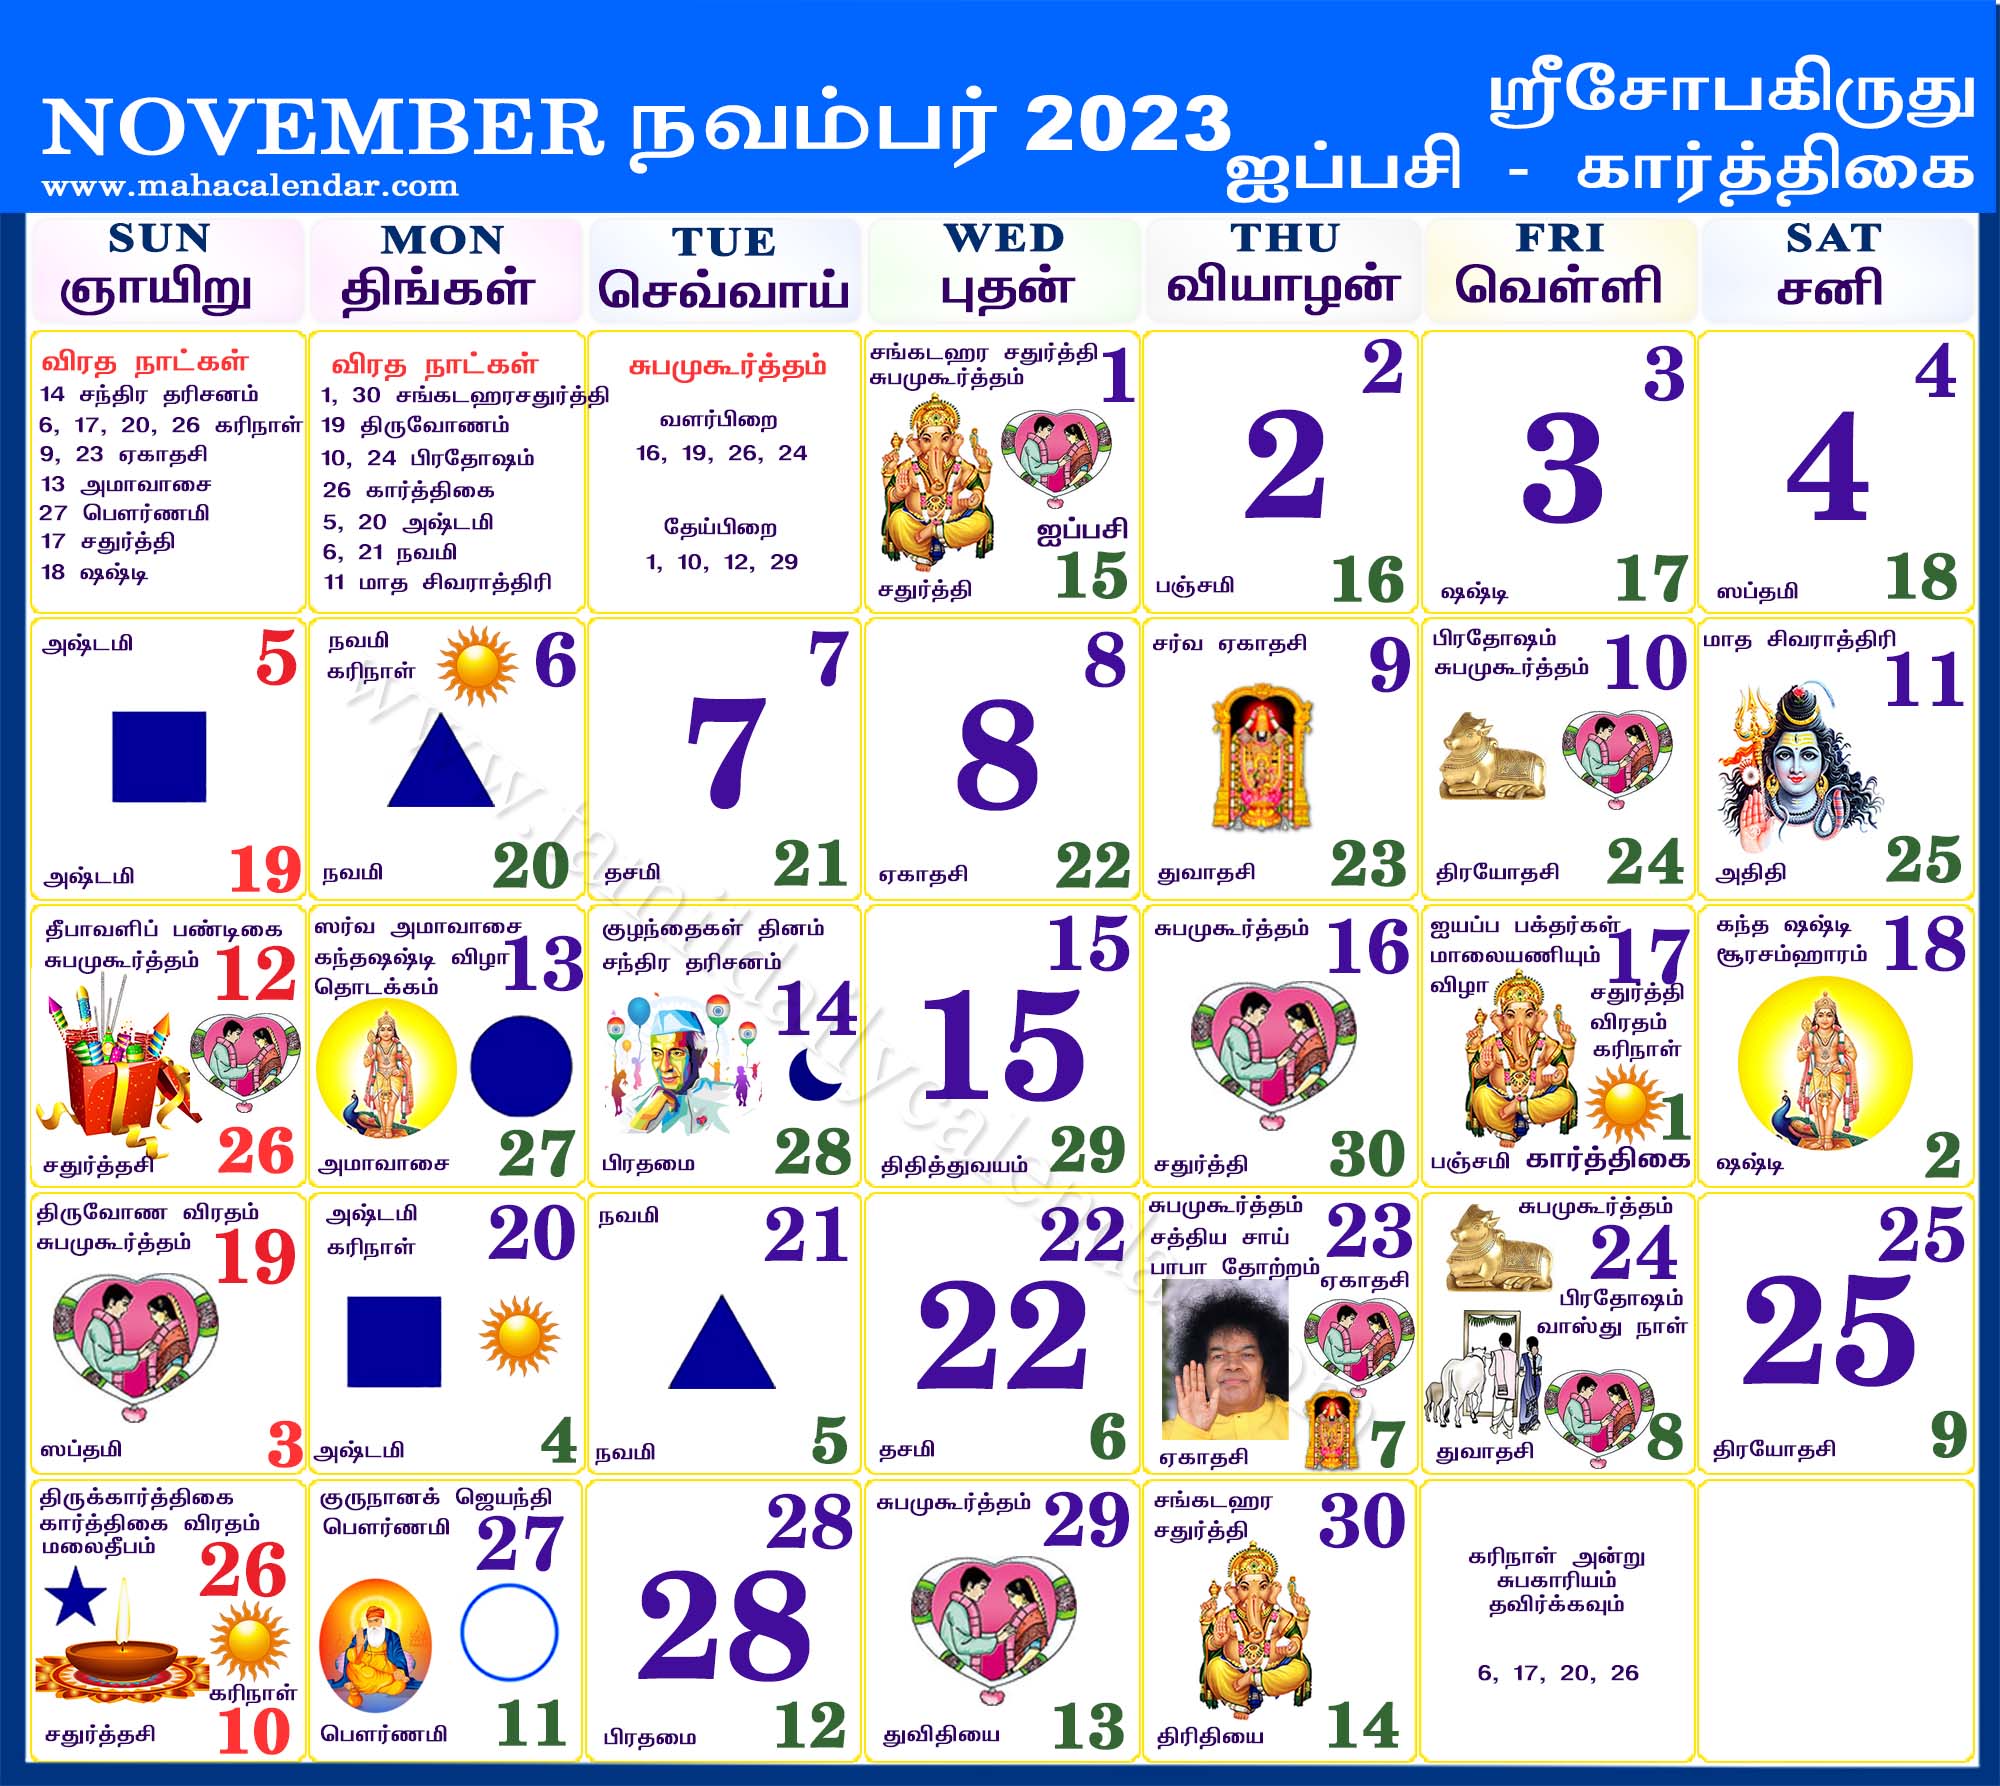 NOVEMBER நவம்பர் 2023
www.mahacalendar.com
ஸ்ரீசோபகிருது
ஐப்பசி - கார்த்திகை
SUN MON TUE WED THU FRI SAT
ஞாயிறு திங்கள் செவ்வாய் புதன் வியாழன் வெள்ளி சனி
விரத நாட்கள்
14 சந்திர தரிசனம்
6, 17, 20, 26 கரிநாள்
9, 23 ஏகாதசி
13 அமாவாசை
27 பௌர்ணமி
17 சதுர்த்தி
18 ஷஷ்டி
விரத நாட்கள்
1, 30 சங்கடஹரசதுர்த்தி
19 திருவோணம்
10, 24 பிரதோஷம்
26 கார்த்திகை
5, 20 அஷ்டமி
6, 21 நவமி
11 மாத சிவராத்திரி
சுபமுகூர்த்தம்
வளர்பிறை
16, 19, 26, 24
தேய்பிறை
1, 10, 12, 29
சங்கடஹர சதுர்த்தி 1
சுபமுகூர்த்தம்
ஐப்பசி
சதுர்த்தி 15
2
2
பஞ்சமி 16
3
3
ஷஷ்டி 17
4
4
ஸப்தமி 18
அஷ்டமி 5
அஷ்டமி 19
நவமி 6
கரிநாள்
நவமி 20
7
7
தசமி 21
8
8
ஏகாதசி 22
சர்வ ஏகாதசி 9
துவாதசி 23
பிரதோஷம் 10
சுபமுகூர்த்தம்
திரயோதசி 24
மாத சிவராத்திரி
11
அதிதி 25
தீபாவளிப் பண்டிகை
சுபமுகூர்த்தம் 12
சதுர்த்தசி 26
ஸர்வ அமாவாசை
கந்தஷஷ்டி விழா 13
தொடக்கம்
அமாவாசை 27
குழந்தைகள் தினம்
சந்திர தரிசனம்
14
பிரதமை 28
15
15
திதித்துவயம் 29
சுபமுகூர்த்தம் 16
சதுர்த்தி 30
ஐயப்ப பக்தர்கள்
மாலையணியும் 17
விழா
சதுர்த்தி
விரதம்
கரிநாள்
1
பஞ்சமி கார்த்திகை
கந்த ஷஷ்டி
சூரசம்ஹாரம் 18
ஷஷ்டி 2
திருவோண விரதம்
சுபமுகூர்த்தம் 19
ஸப்தமி 3
அஷ்டமி 20
கரிநாள்
அஷ்டமி 4
நவமி 21
நவமி 5
22
22
தசமி 6
சுபமுகூர்த்தம்
சத்திய சாய் 23
பாபா தோற்றம்
ஏகாதசி
ஏகாதசி 7
சுபமுகூர்த்தம்
24
பிரதோஷம்
வாஸ்து நாள்
துவாதசி 8
25
25
திரயோதசி 9
திருக்கார்த்திகை
கார்த்திகை விரதம்
மலைதீபம்
26
கரிநாள்
சதுர்த்தசி 10
குருநானக் ஜெயந்தி
பௌர்ணமி 27
பௌர்ணமி 11
28
28
பிரதமை 12
சுபமுகூர்த்தம் 29
துவிதியை 13
சங்கடஹர 30
சதுர்த்தி
திரிதியை 14
கரிநாள் அன்று
சுபகாரியம்
தவிர்க்கவும்
6, 17, 20, 26
www.tamildailycalendar.com